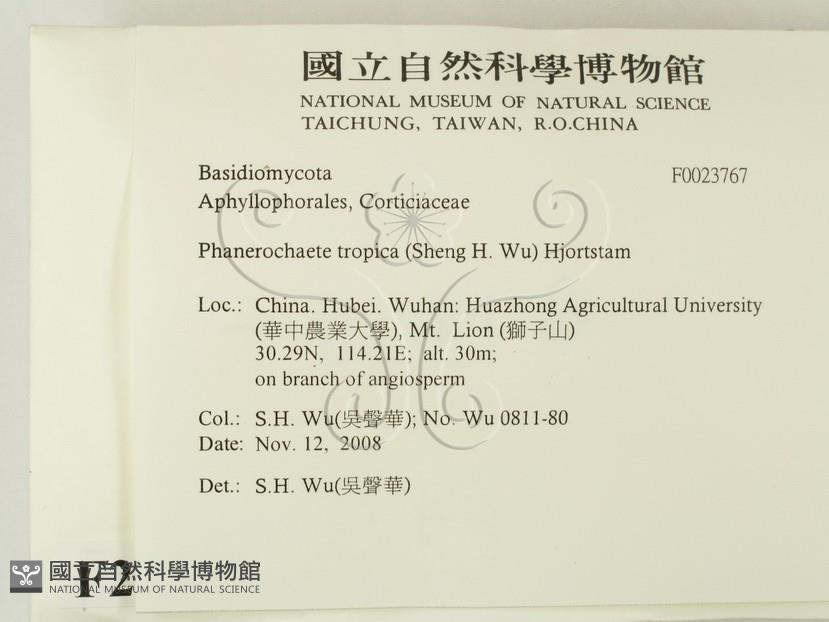 國立自然科學博物館
NATIONAL MUSEUM OF NATURAL SCIENCE
TAICHUNG, TAIWAN, R.O.CHINA
Basidiomycota F0023767
Aphyllophorales, Corticiaceae
Phanerochaete tropica (Sheng H. Wu) Hjortstam
Loc.: China. Hubei. Wuhan: Huazhong Agricultural University
(華中農業大學), Mt. Lion (獅子山)
30.29N, 114.21E; alt. 30m;
on branch of angiosperm
Col.: S.H. Wu(吳聲華); No. Wu 0811-80
Date: Nov. 12, 2008
Det.: S.H. Wu(吳聲華)
F2
國立自然科學博物館
NATIONAL MUSEUM OF NATURAL SCIENCE